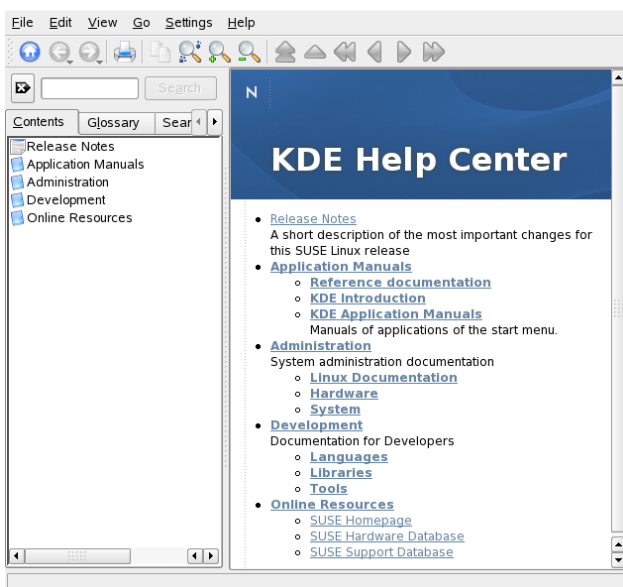 File Edit View Go Settings Help
Search
Contents Glossary Sear
Release Notes
Application Manuals
Administration
Development
Online Resources
N
KDE Help Center
Release Notes
A short description of the most important changes for
this SUSE Linux release
Application Manuals
Reference documentation
KDE Introduction
KDE Application Manuals
Manuals of applications of the start menu.
Administration
System administration documentation
Linux Documentation
Hardware
System
Development
Documentation for Developers
Languages
Libraries
Tools
Online Resources
SUSE Homepage
SUSE Hardware Database
SUSE Support Database